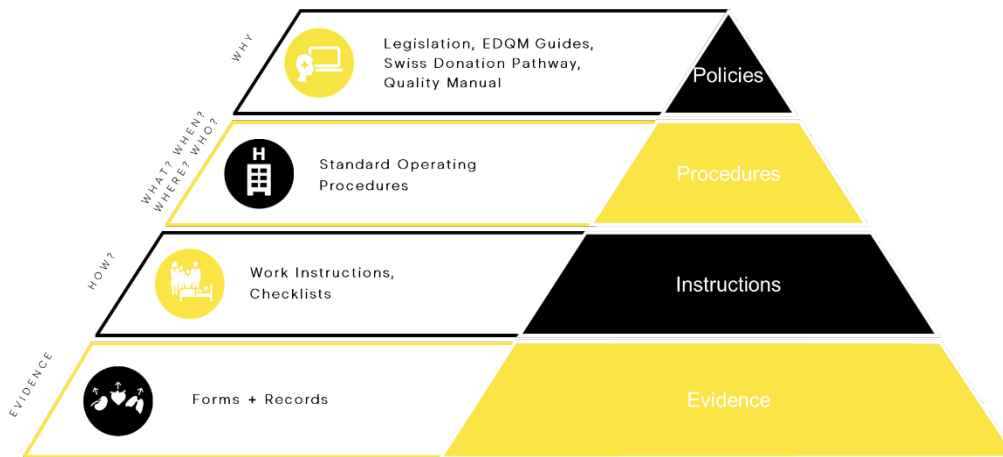 WHY
Legislation, EDQM Guides,
Swiss Donation Pathway,
Quality Manual
Policies
WHAT? WHEN?
WHERE? WHO?
H
Standard Operating
Procedures
Procedures
HOW?
Work Instructions,
Checklists
Instructions
EVIDENCE
Forms + Records
Evidence